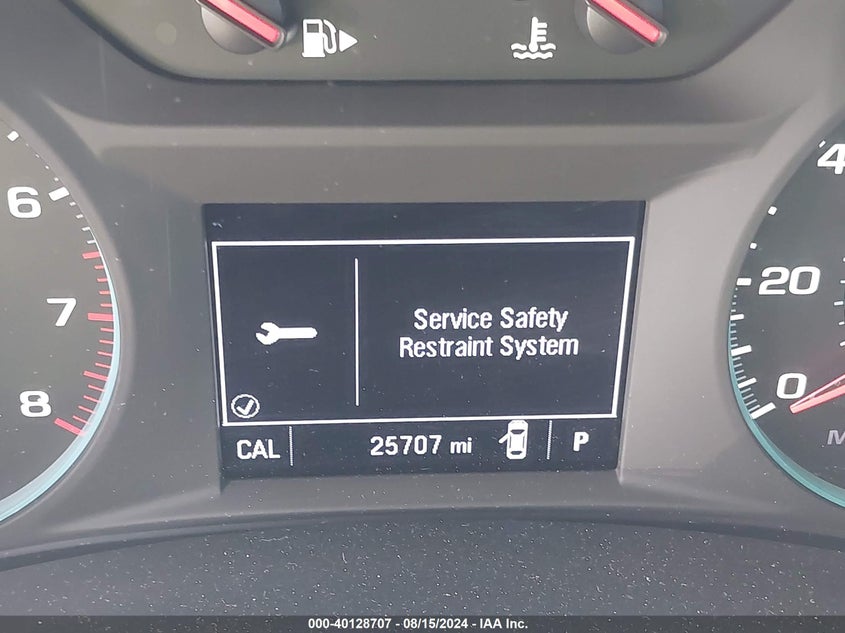 6
7
8
4
20
0
M
Service Safety
Restraint System
CAL 25707 mi P
000-40128707 - 08/15/2024 - IAA Inc.